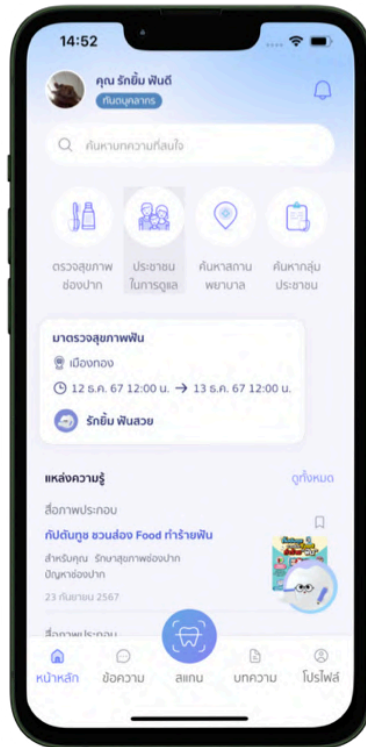 14:52
คุณ รักยิ้ม ฟันดี
ทันตบุคลากร
ค้นหาบทความที่สนใจ
ตรวจสุขภาพ
ช่องปาก
ประชาชน
ในการดูแล
ค้นหาสถาน
พยาบาล
ค้นหากลุ่ม
ประชาชน
มาตรวจสุขภาพฟัน
เมืองทอง
12 ธ.ค. 67 12:00 น. → 13 ธ.ค. 67 12:00 น.
รักยิ้ม ฟันสวย
แหล่งความรู้
ดูทั้งหมด
สื่อภาพประกอบ
กัปตันทูช ชวนส่อง Food ทำร้ายฟัน
สำหรับคุณ รักษาสุขภาพช่องปาก
ปัญหาช่องปาก
23 กันยายน 2567
สื่อภาพประกอบ
หน้าหลัก
ข้อความ
สแกน
บทความ
โปรไฟล์